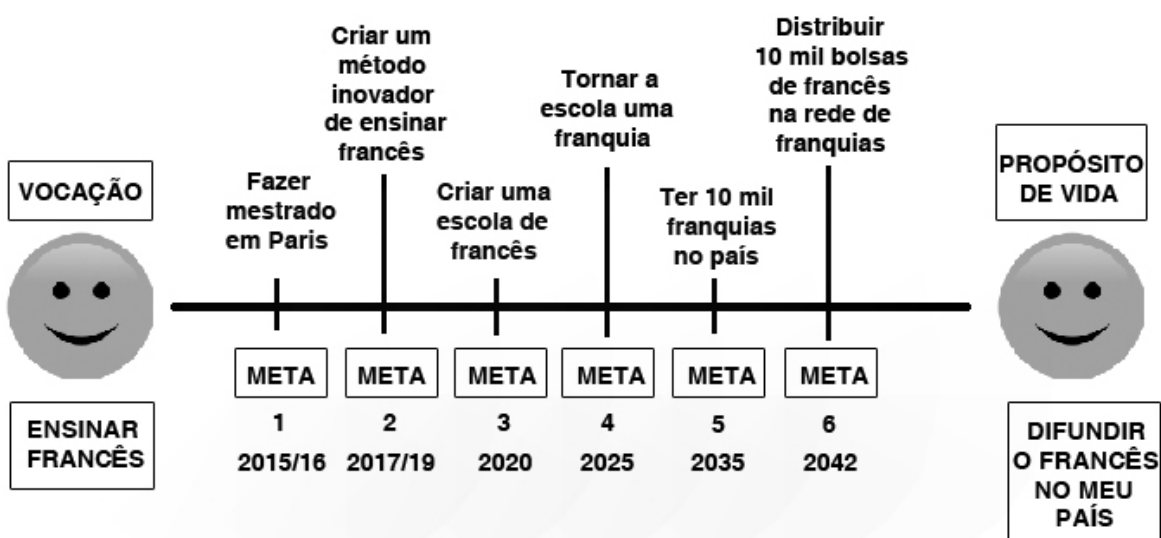 VOCAÇÃO
ENSINAR
FRANCÊS
Fazer
mestrado
em Paris
Criar um
método
inovador
de ensinar
francês
Criar uma
escola de
francês
Tornar a
escola uma
franquia
Ter 10 mil
franquias
no país
Distribuir
10 mil bolsas
de francês
na rede de
franquias
META
1
2015/16
META
2
2017/19
META
3
2020
META
4
2025
META
5
2035
META
6
2042
PROPÓSITO
DE VIDA
DIFUNDIR
O FRANCÊS
NO MEU
PAÍS